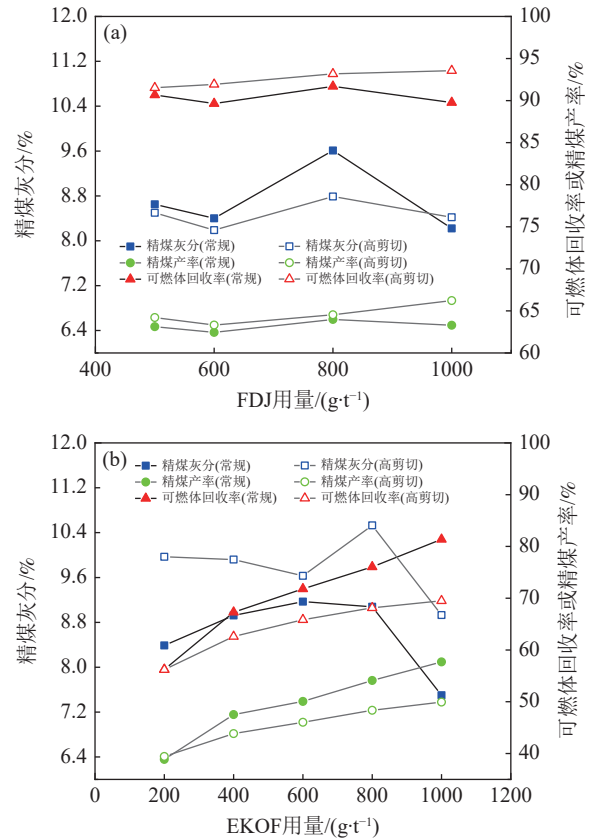 (a)
12.0
11.2
10.4
9.6
8.8
8.0
7.2
6.4
精煤灰分/%
100
95
90
85
80
75
70
65
60
可燃体回收率或精煤产率/%
精煤灰分(常规)
精煤灰分(高剪切)
精煤产率(常规)
精煤产率(高剪切)
可燃体回收率(常规)
可燃体回收率(高剪切)
400
600
800
1000
FDJ用量/(g·t⁻¹)
(b)
12.0
11.2
10.4
9.6
8.8
8.0
7.2
6.4
精煤灰分/%
100
90
80
70
60
50
40
可燃体回收率或精煤产率/%
精煤灰分(常规)
精煤灰分(高剪切)
精煤产率(常规)
精煤产率(高剪切)
可燃体回收率(常规)
可燃体回收率(高剪切)
0
200
400
600
800
1000
1200
EKOF用量/(g·t⁻¹)